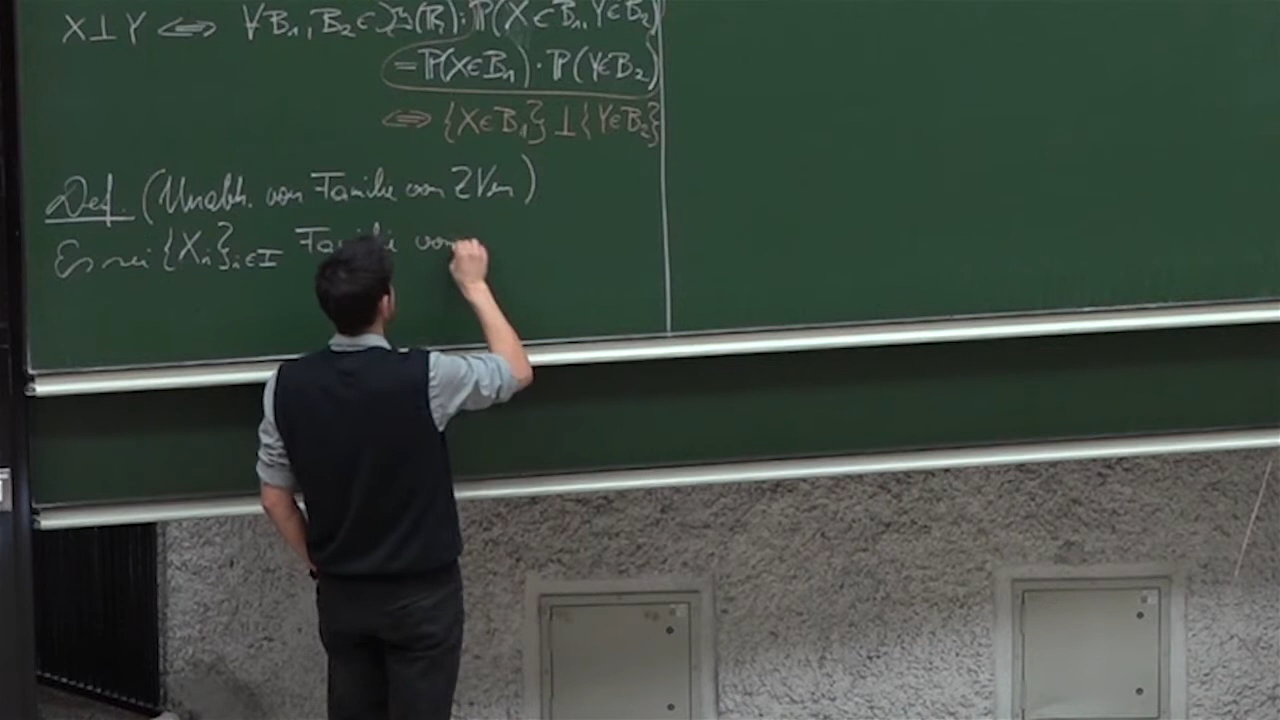 X⊥Y ⟺ ∀B₁,B₂∈𝔅(ℝ): ℙ(X∈B₁,Y∈B₂)
=ℙ(X∈B₁)·ℙ(Y∈B₂)
⟺ {X∈B₁}⊥{Y∈B₂}
Def. (Unabh. von Familie von ZVen)
Es sei {Xᵢ}ᵢ∈I Familie von